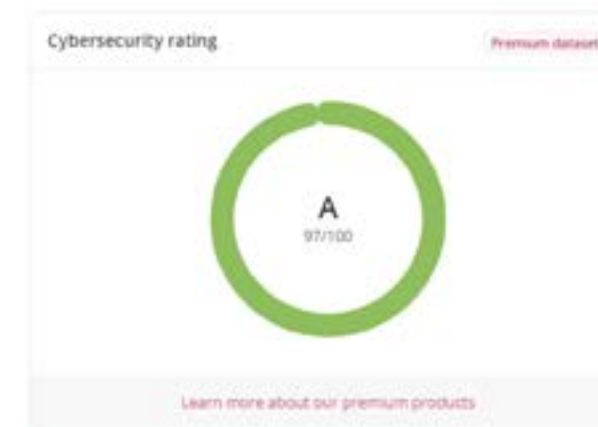 Cybersecurity rating
Premium dataset
A
97/100
Learn more about our premium products